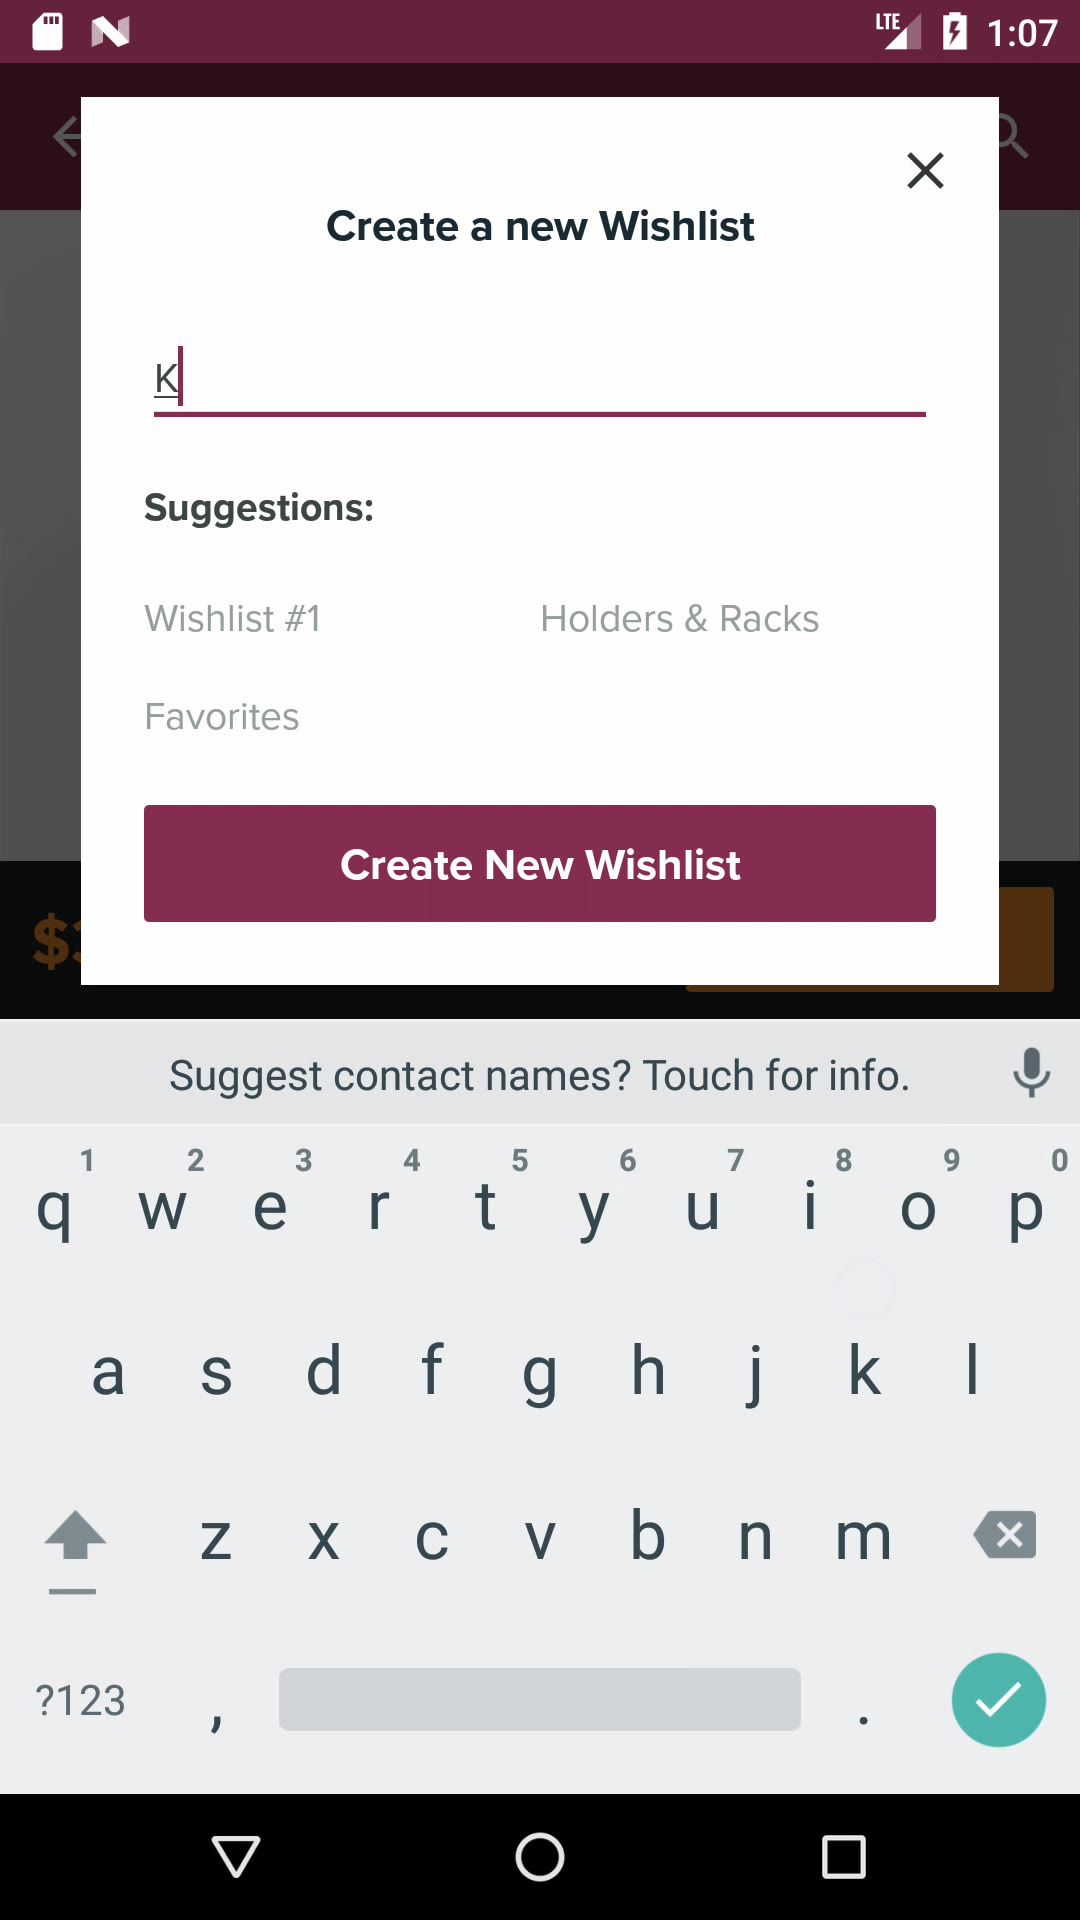 LTE 1:07
Create a new Wishlist
K
Suggestions:
Wishlist #1 Holders & Racks
Favorites
Create New Wishlist
$
Suggest contact names? Touch for info.
1 2 3 4 5 6 7 8 9 0
q w e r t y u i o p
a s d f g h j k l
z x c v b n m
?123 , .